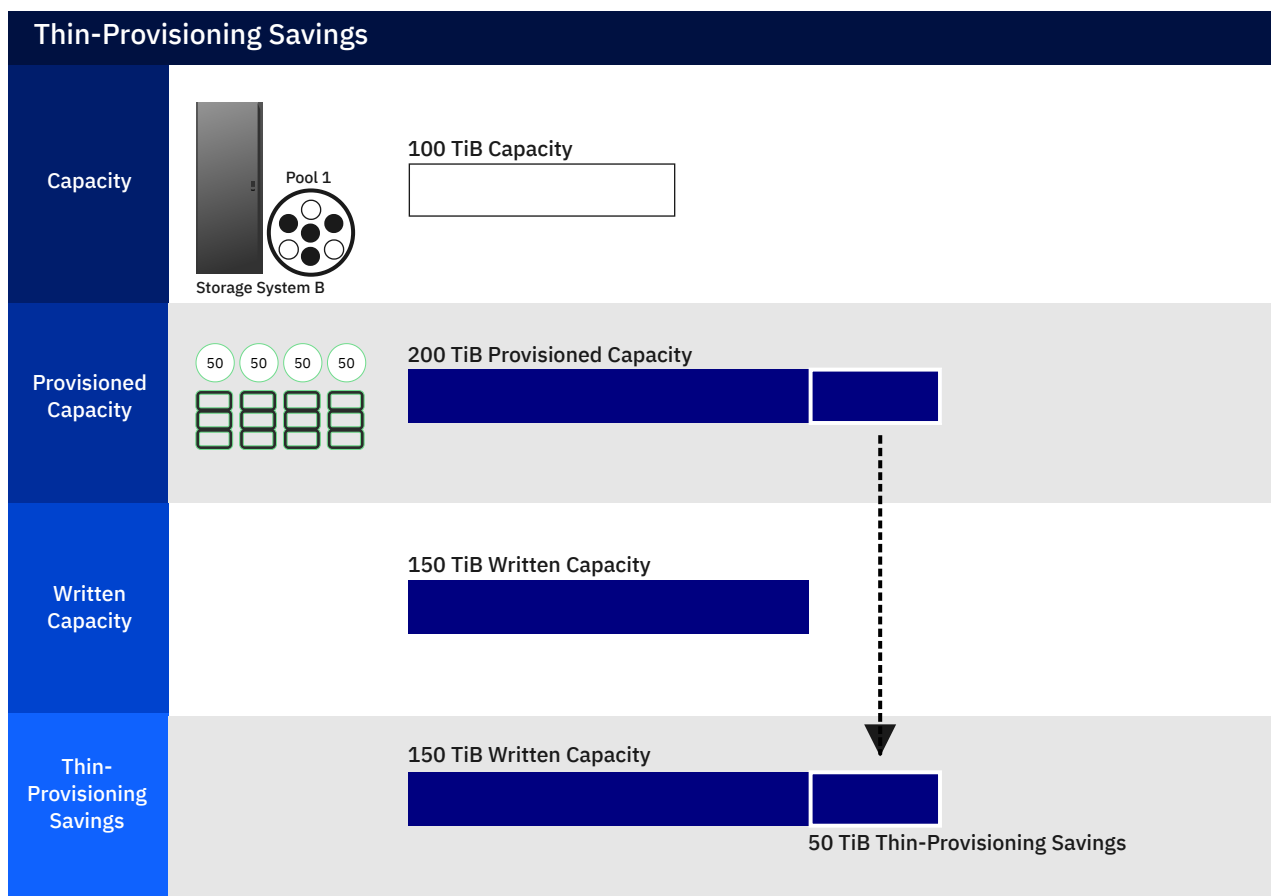 Thin-Provisioning Savings
Capacity
Pool 1
Storage System B
100 TiB Capacity
Provisioned
Capacity
50 50 50 50
200 TiB Provisioned Capacity
Written
Capacity
150 TiB Written Capacity
Thin-
Provisioning
Savings
150 TiB Written Capacity
50 TiB Thin-Provisioning Savings